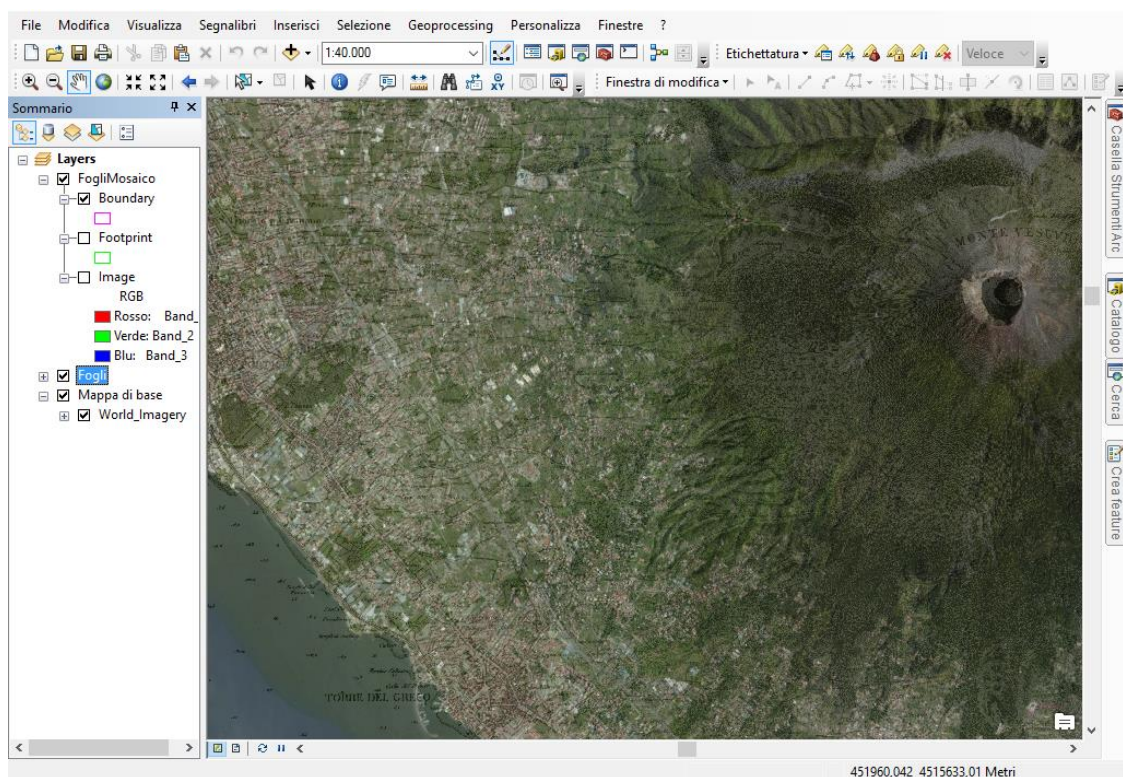 File Modifica Visualizza Segnalibri Inserisci Selezione Geoprocessing Personalizza Finestre ?
1:40.000 Etichettatura Veloce
Finestra di modifica
Sommario
Layers
FogliMosaico
Boundary
Footprint
Image
RGB
Rosso: Band_
Verde: Band_2
Blu: Band_3
Fogli
Mappa di base
World_Imagery
MONTE VESUV
TORRE DEL GRECO
Casella Strumenti Arc
Catalogo
Cerca
Crea feature
451960,042 4515633,01 Metri